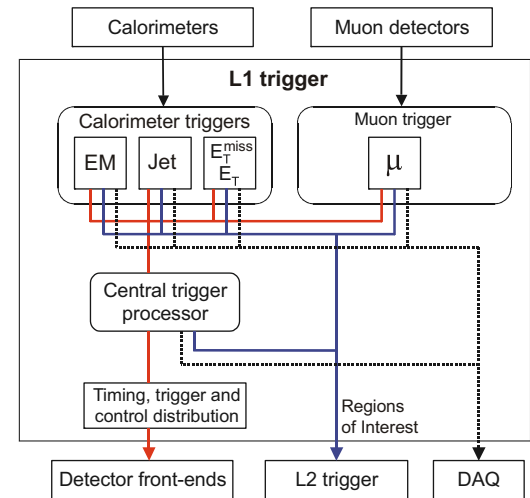 Calorimeters
Muon detectors
L1 trigger
Calorimeter triggers
Muon trigger
EM
Jet
E_T^miss
E_T
μ
Central trigger
processor
Timing, trigger and
control distribution
Regions
of Interest
Detector front-ends
L2 trigger
DAQ